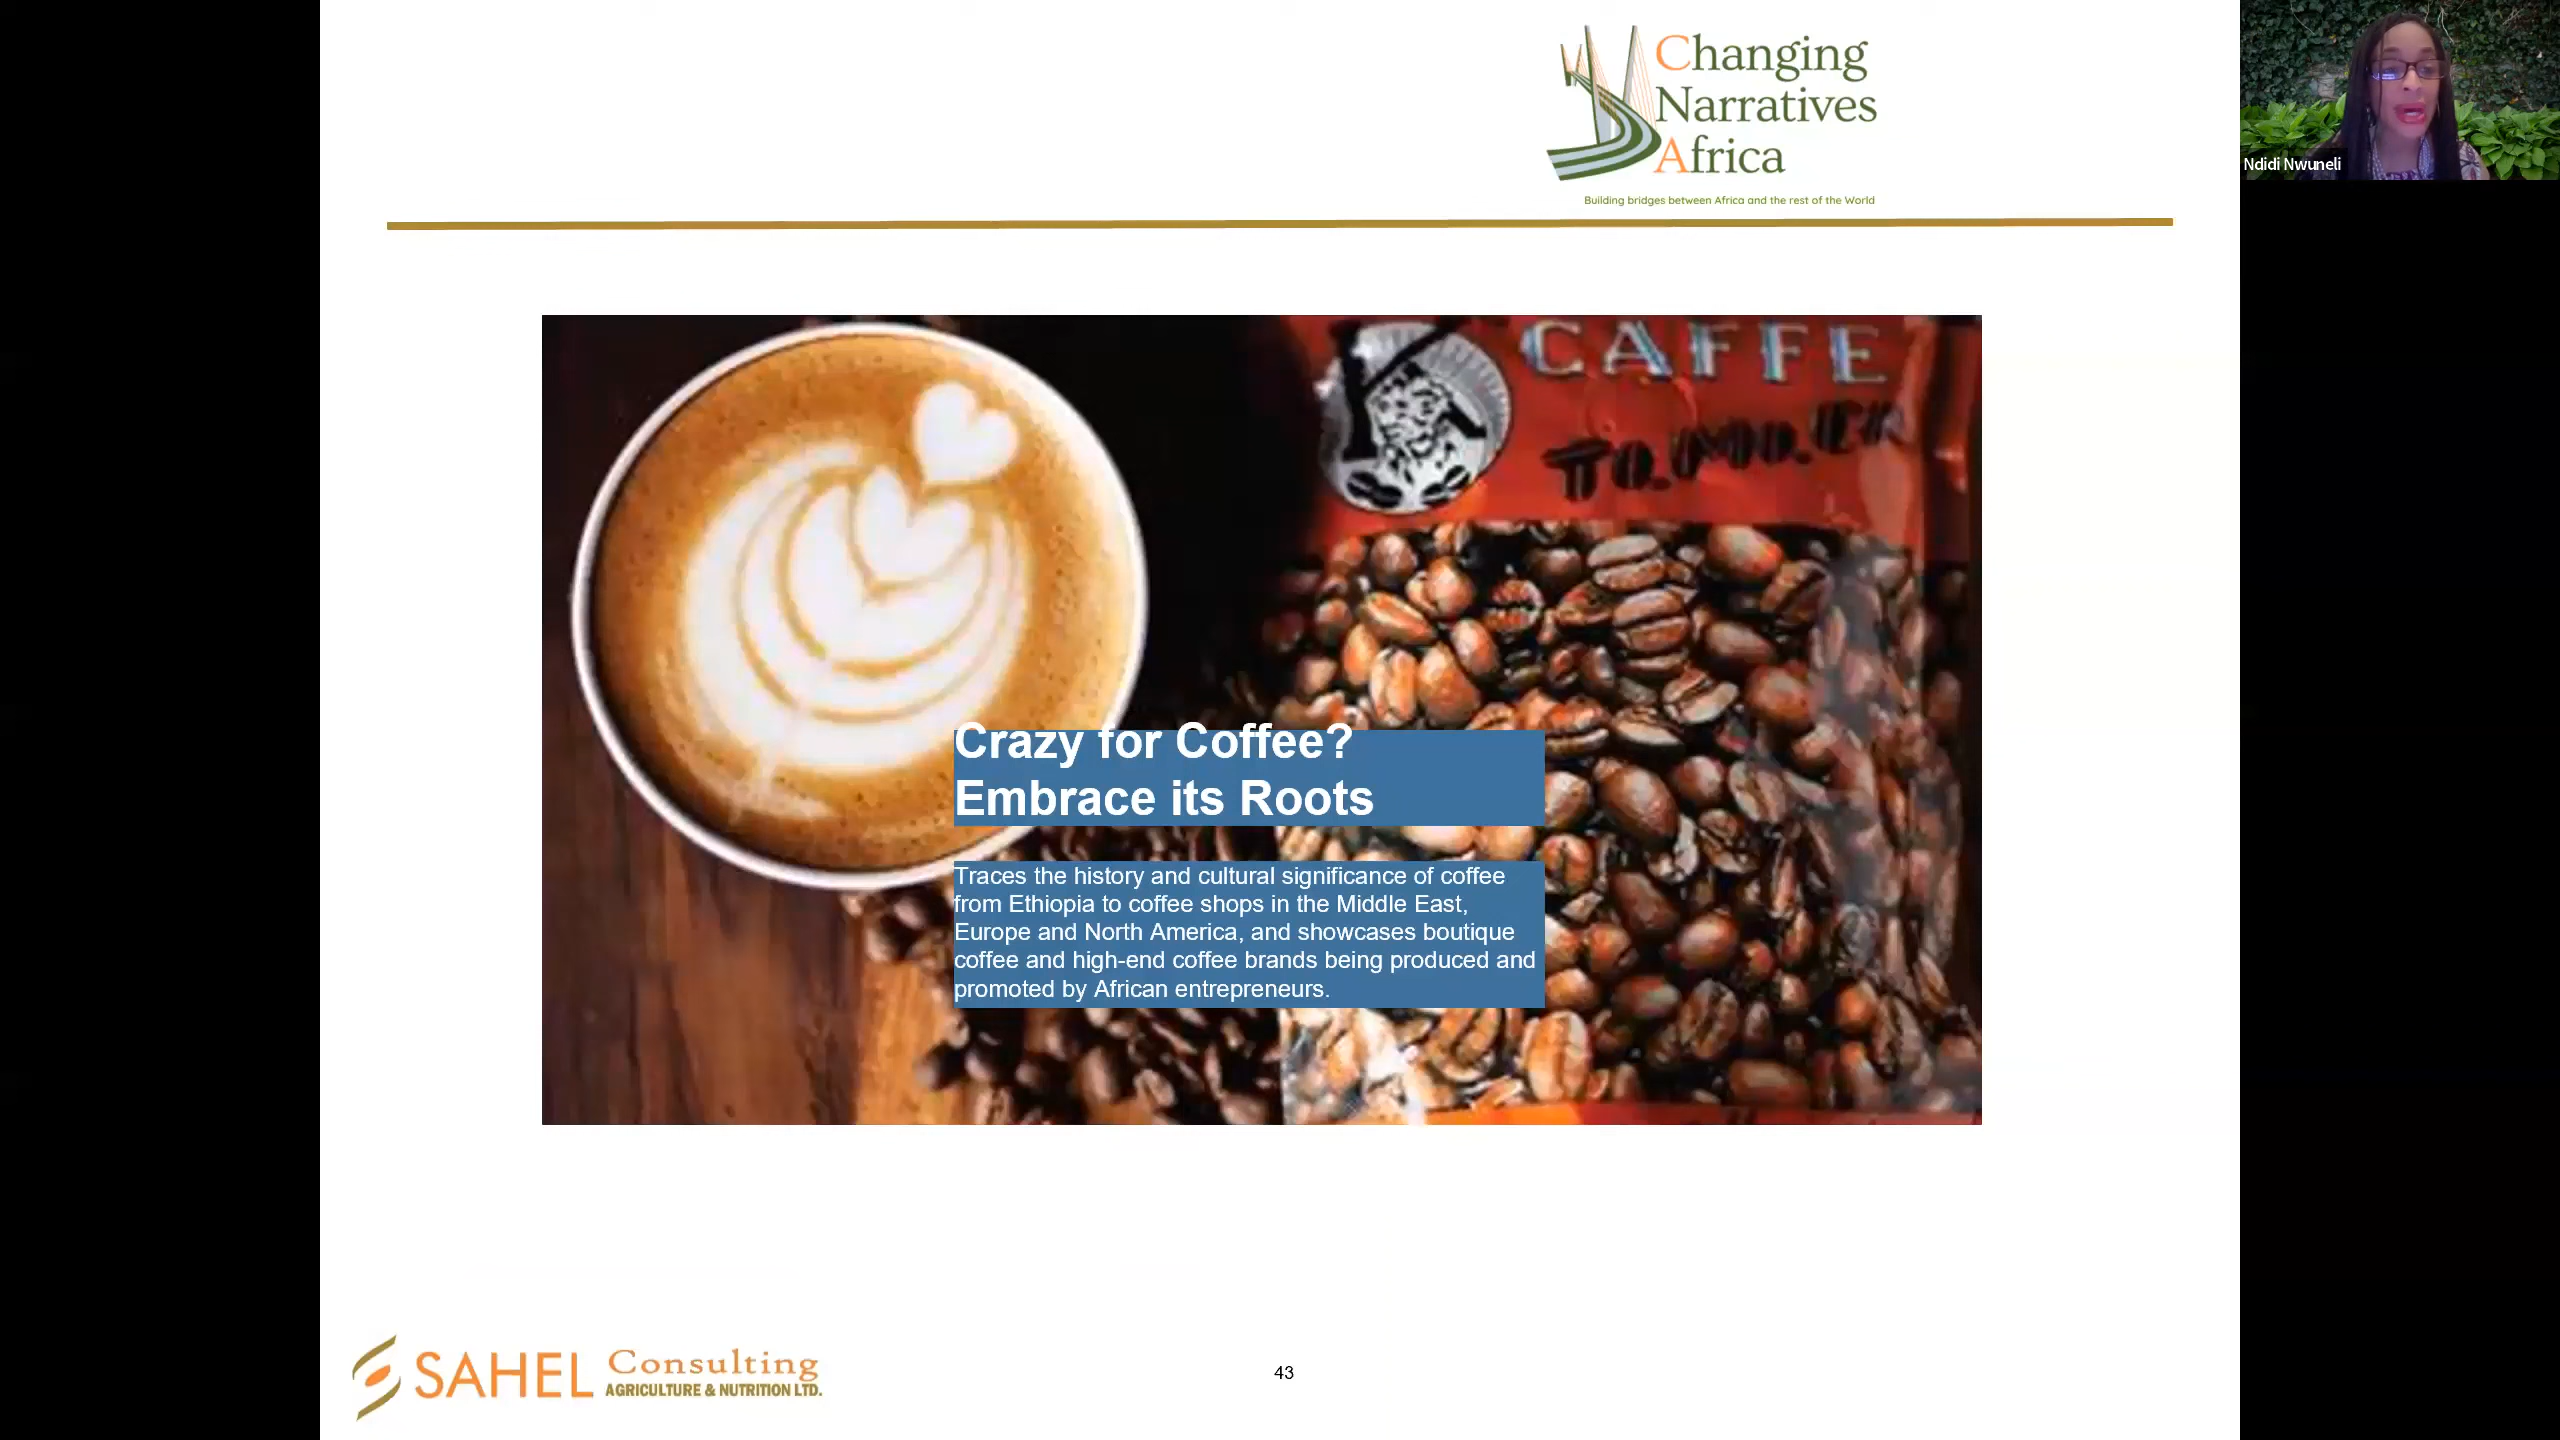 Changing
Narratives
Africa
Building bridges between Africa and the rest of the World
Ndidi Nwuneli
CAFFE
TO.MO.CA
Crazy for Coffee?
Embrace its Roots
Traces the history and cultural significance of coffee
from Ethiopia to coffee shops in the Middle East,
Europe and North America, and showcases boutique
coffee and high-end coffee brands being produced and
promoted by African entrepreneurs.
SAHEL Consulting
AGRICULTURE & NUTRITION LTD.
43